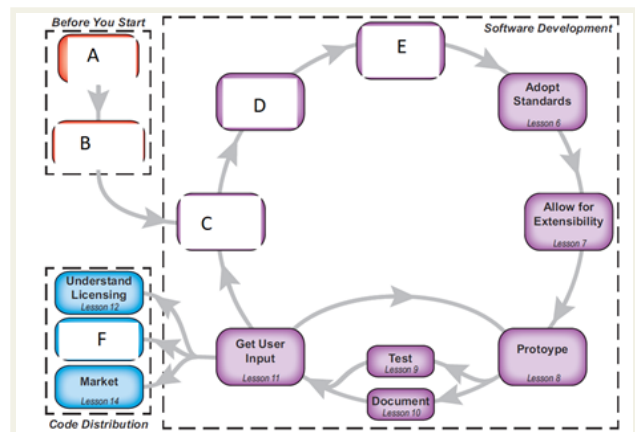 Before You Start
Software Development
A
B
C
D
E
Adopt
Standards
Lesson 6
Allow for
Extensibility
Lesson 7
Protoype
Lesson 8
Test
Lesson 9
Document
Lesson 10
Get User
Input
Lesson 11
Understand
Licensing
Lesson 12
F
Market
Lesson 14
Code Distribution